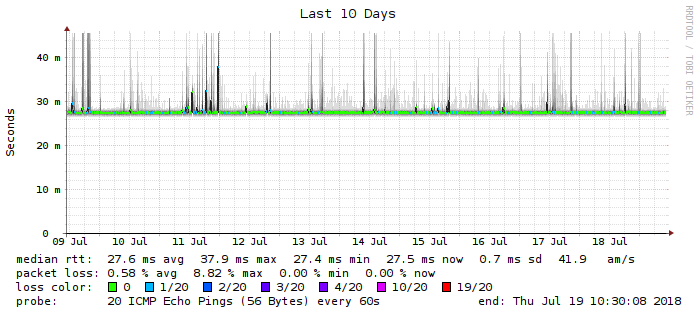 Last 10 Days
RRDTOOL / TOBI OETIKER
Seconds
40 m
30 m
20 m
10 m
0
09 Jul 10 Jul 11 Jul 12 Jul 13 Jul 14 Jul 15 Jul 16 Jul 17 Jul 18 Jul
median rtt: 27.6 ms avg 37.9 ms max 27.4 ms min 27.5 ms now 0.7 ms sd 41.9 am/s
packet loss: 0.58 % avg 8.82 % max 0.00 % min 0.00 % now
loss color: 0 1/20 2/20 3/20 4/20 10/20 19/20
probe: 20 ICMP Echo Pings (56 Bytes) every 60s end: Thu Jul 19 10:30:08 2018